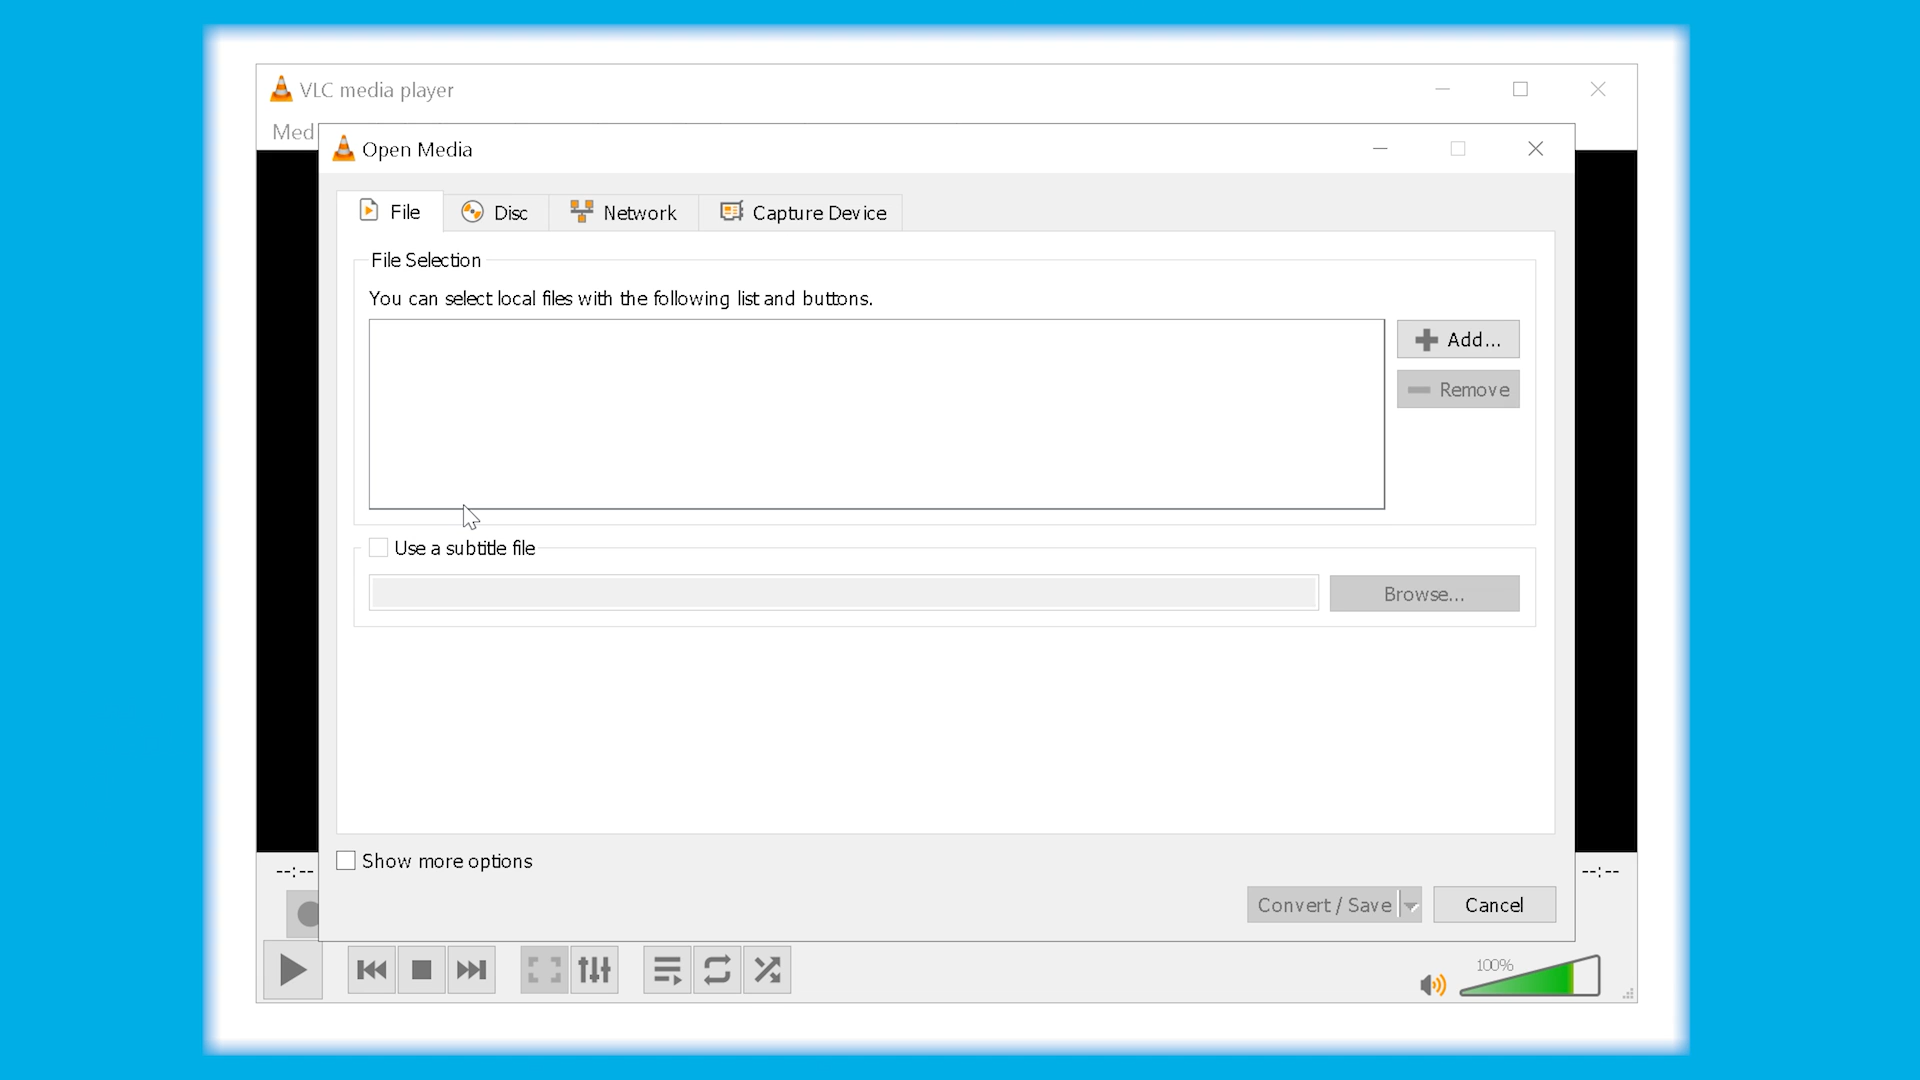 VLC media player
Med
Open Media
File
Disc
Network
Capture Device
File Selection
You can select local files with the following list and buttons.
Add...
Remove
Use a subtitle file
Browse...
Show more options
--:--
--:--
Convert / Save
Cancel
100%